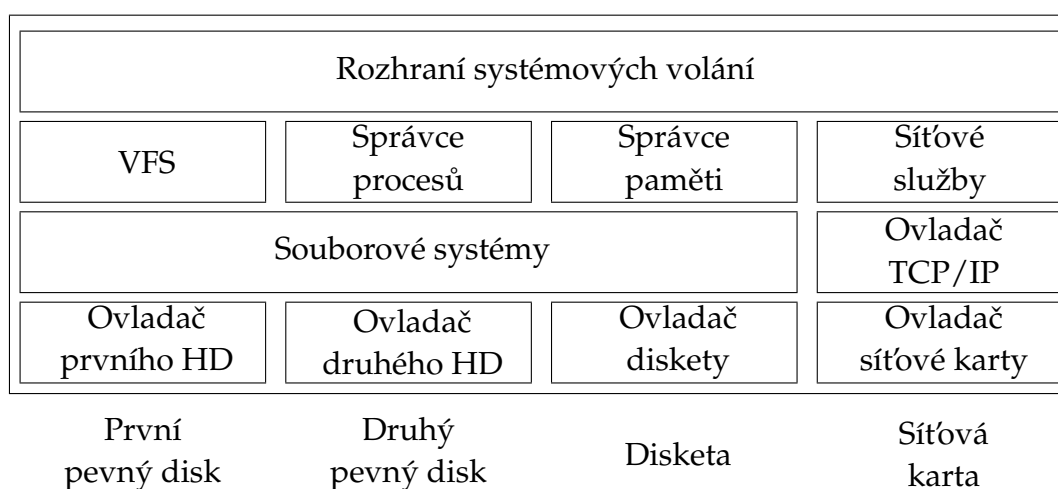 Rozhraní systémových volání
VFS
Správce
procesů
Správce
paměti
Síťové
služby
Souborové systémy
Ovladač
TCP/IP
Ovladač
prvního HD
Ovladač
druhého HD
Ovladač
diskety
Ovladač
síťové karty
První
pevný disk
Druhý
pevný disk
Disketa
Síťová
karta